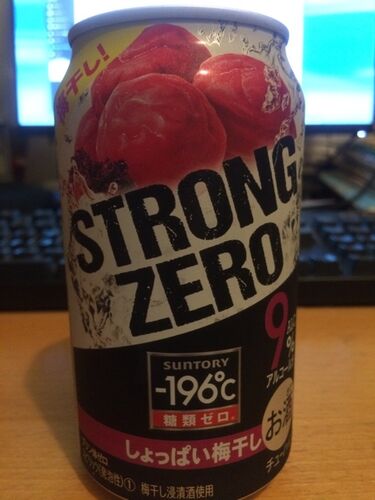 梅干し!
STRONG
ZERO
9
%
アルコール
SUNTORY
-196℃
糖類ゼロ。
お酒
しょっぱい梅干し
①
梅干し浸漬酒使用